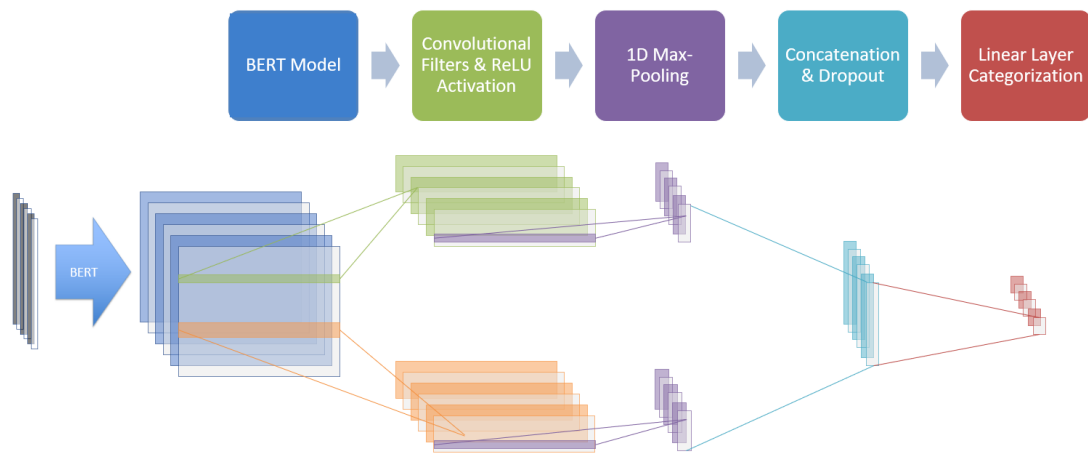 BERT Model
Convolutional
Filters & ReLU
Activation
1D Max-
Pooling
Concatenation
& Dropout
Linear Layer
Categorization
BERT